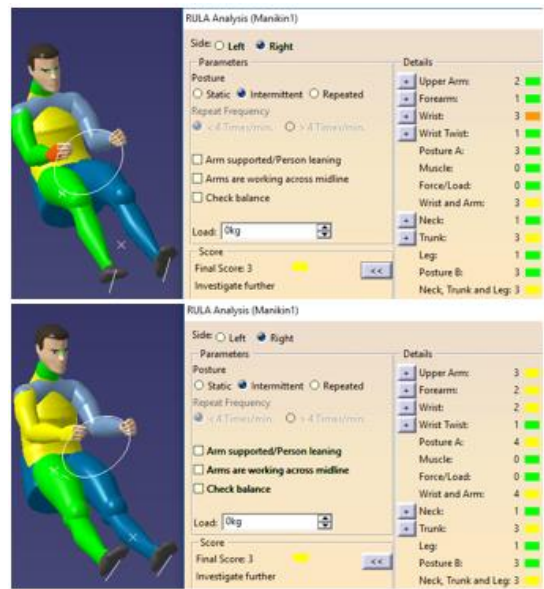 RULA Analysis (Manikin1)
Side: Left Right
Parameters
Details
Posture
Static Intermittent Repeated
Repeat Frequency
< 4 Times/min. > 4 Times/min.
Arm supported/Person leaning
Arms are working across midline
Check balance
Load: 0kg
Score
Final Score: 3
<<
Investigate further
+ Upper Arm: 2
+ Forearm: 1
+ Wrist: 3
+ Wrist Twist: 1
Posture A: 3
Muscle: 0
Force/Load: 0
Wrist and Arm: 3
+ Neck: 1
+ Trunk: 3
Leg: 1
Posture B: 3
Neck, Trunk and Leg: 3
RULA Analysis (Manikin1)
Side: Left Right
Parameters
Details
Posture
Static Intermittent Repeated
Repeat Frequency
< 4 Times/min. > 4 Times/min.
Arm supported/Person leaning
Arms are working across midline
Check balance
Load: 0kg
Score
Final Score: 3
<<
Investigate further
+ Upper Arm: 3
+ Forearm: 2
+ Wrist: 2
+ Wrist Twist: 1
Posture A: 4
Muscle: 0
Force/Load: 0
Wrist and Arm: 4
+ Neck: 1
+ Trunk: 3
Leg: 1
Posture B: 3
Neck, Trunk and Leg: 3